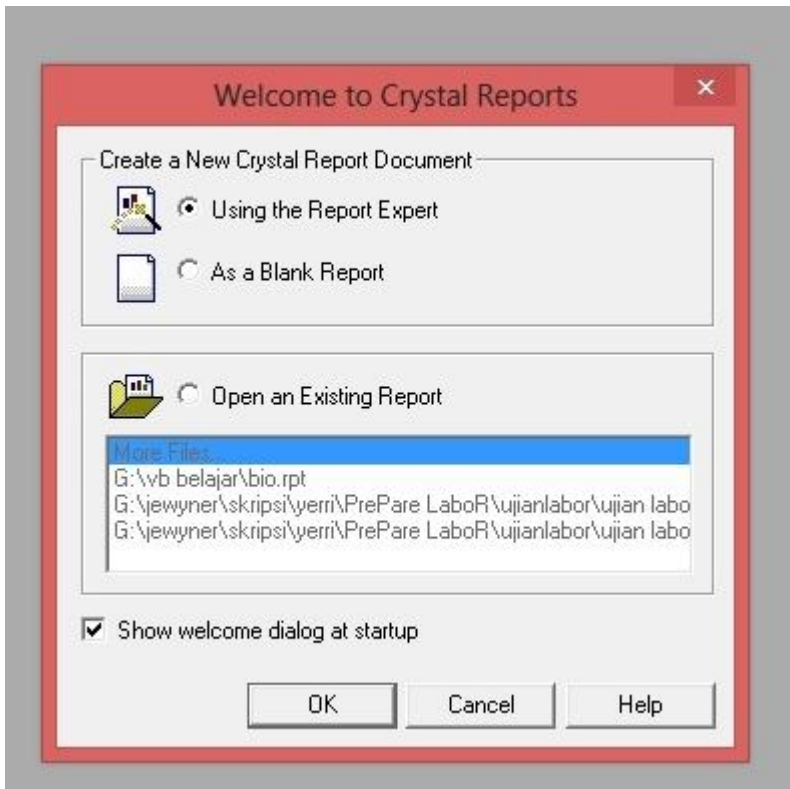 Welcome to Crystal Reports
Create a New Crystal Report Document
Using the Report Expert
As a Blank Report
Open an Existing Report
More Files...
G:\vb belajar\bio.rpt
G:\jewyner\skripsi\yerri\PrePare LaboR\ujianlabor\ujian labo
G:\jewyner\skripsi\yerri\PrePare LaboR\ujianlabor\ujian labo
Show welcome dialog at startup
OK Cancel Help